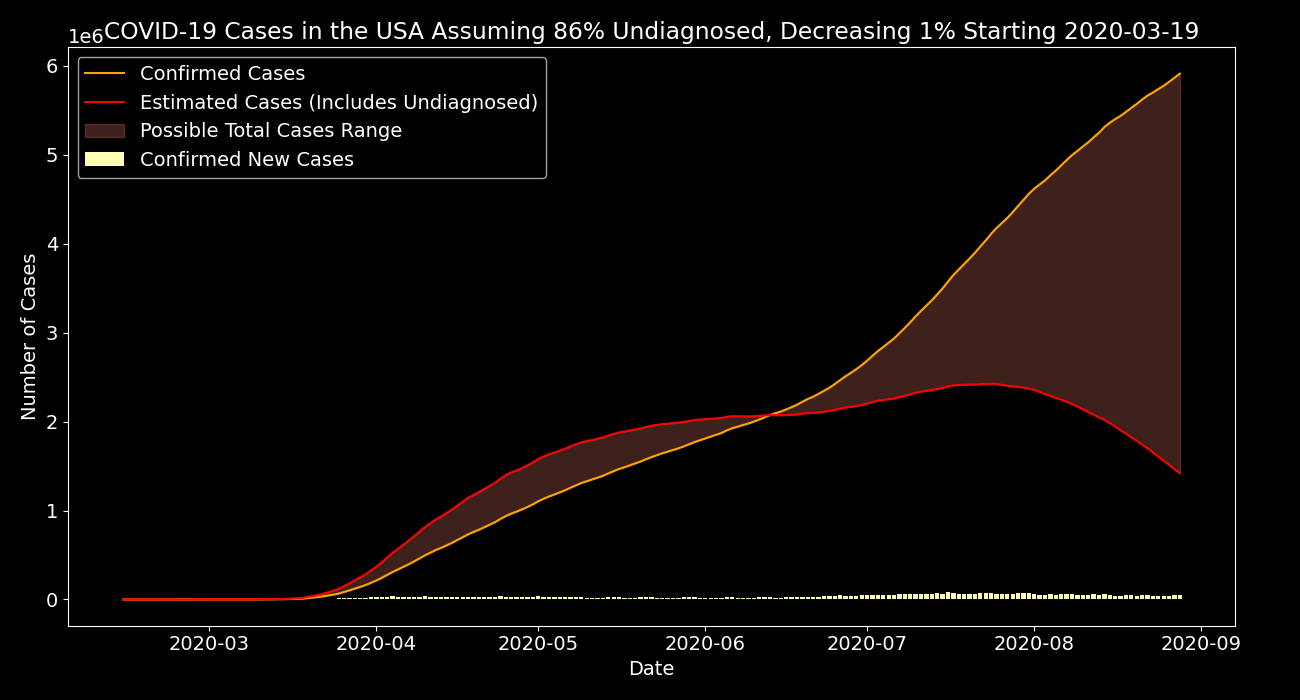 COVID-19 Cases in the USA Assuming 86% Undiagnosed, Decreasing 1% Starting 2020-03-19
1e6
Confirmed Cases
Estimated Cases (Includes Undiagnosed)
Possible Total Cases Range
Confirmed New Cases
6
5
4
3
2
1
0
Number of Cases
2020-03 2020-04 2020-05 2020-06 2020-07 2020-08 2020-09
Date